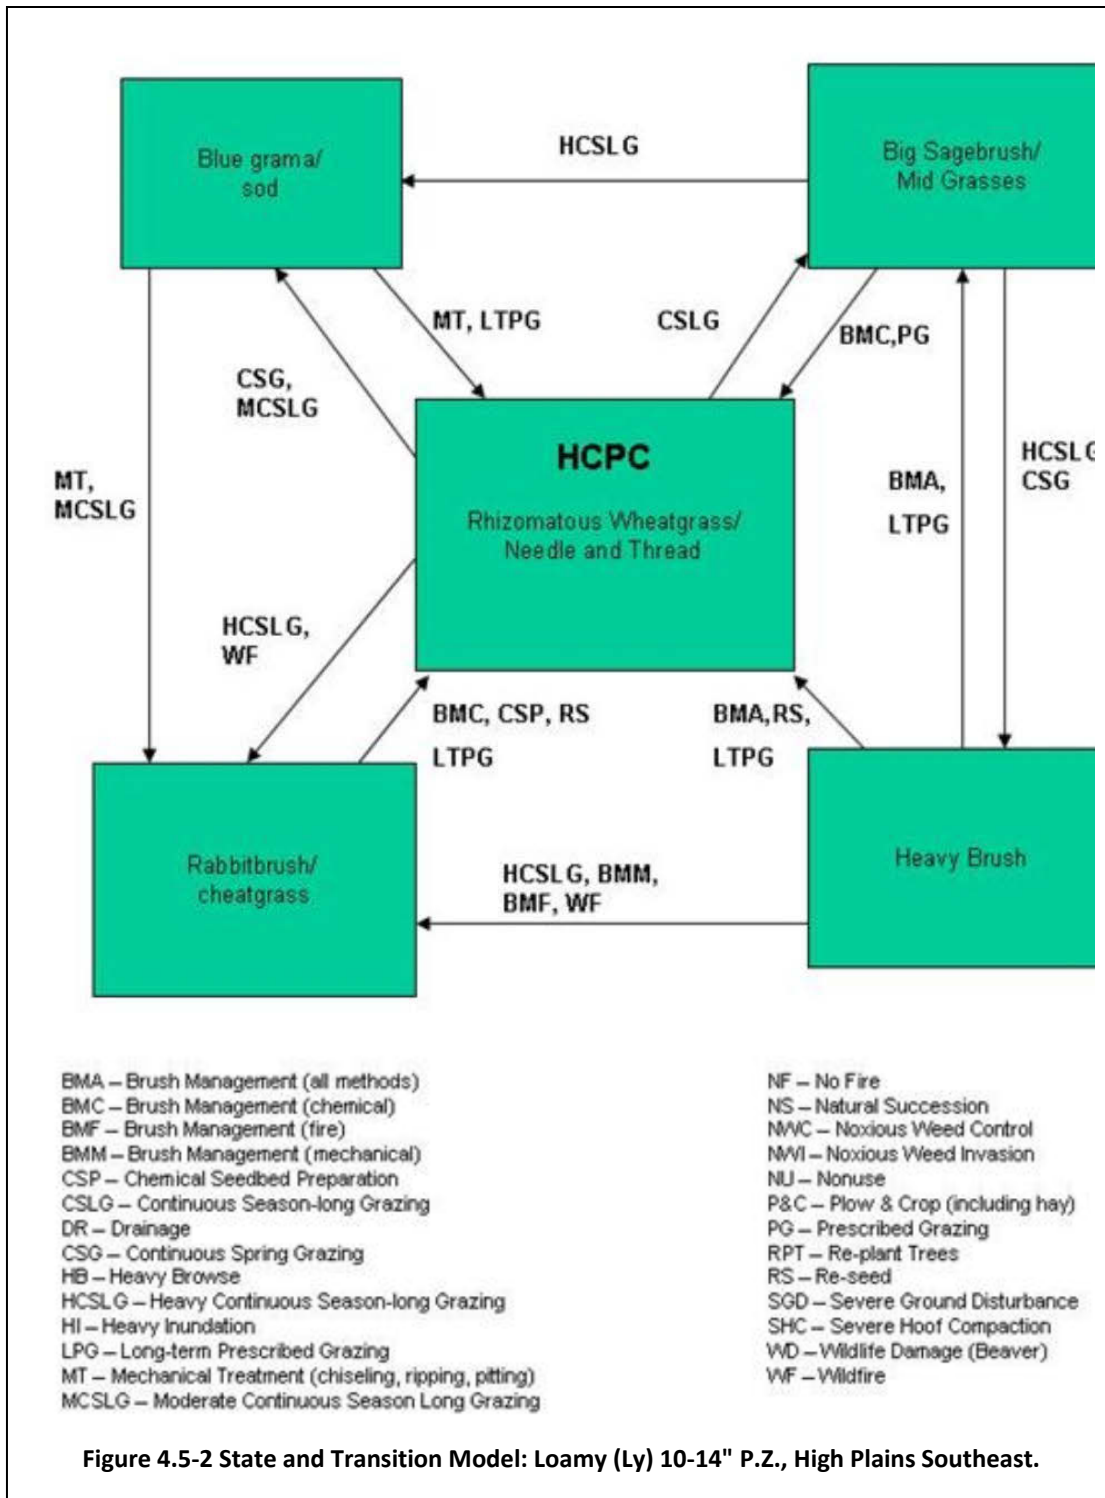 Blue grama/
sod
HCSLG
Big Sagebrush/
Mid Grasses
MT, LTPG
CSLG
BMC,PG
CSG,
MCSLG
HCPC
Rhizomatous Wheatgrass/
Needle and Thread
MT,
MCSLG
BMA,
LTPG
HCSLG
CSG
HCSLG,
WF
BMC, CSP, RS
LTPG
BMA,RS,
LTPG
Rabbitbrush/
cheatgrass
HCSLG, BMM,
BMF, WF
Heavy Brush
BMA – Brush Management (all methods)
BMC – Brush Management (chemical)
BMF – Brush Management (fire)
BMM – Brush Management (mechanical)
CSP – Chemical Seedbed Preparation
CSLG – Continuous Season-long Grazing
DR – Drainage
CSG – Continuous Spring Grazing
HB – Heavy Browse
HCSLG – Heavy Continuous Season-long Grazing
HI – Heavy Inundation
LPG – Long-term Prescribed Grazing
MT – Mechanical Treatment (chiseling, ripping, pitting)
MCSLG – Moderate Continuous Season Long Grazing
NF – No Fire
NS – Natural Succession
NWC – Noxious Weed Control
NWI – Noxious Weed Invasion
NU – Nonuse
P&C – Plow & Crop (including hay)
PG – Prescribed Grazing
RPT – Re-plant Trees
RS – Re-seed
SGD – Severe Ground Disturbance
SHC – Severe Hoof Compaction
WD – Wildlife Damage (Beaver)
WF – Wildfire
Figure 4.5-2 State and Transition Model: Loamy (Ly) 10-14" P.Z., High Plains Southeast.